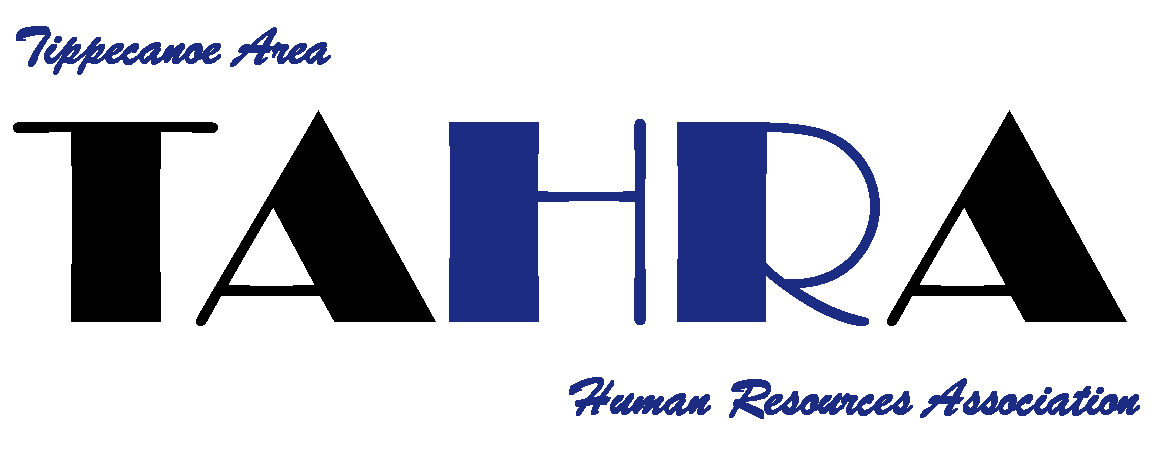 Tippecanoe Area
TAHRA
Human Resources Association